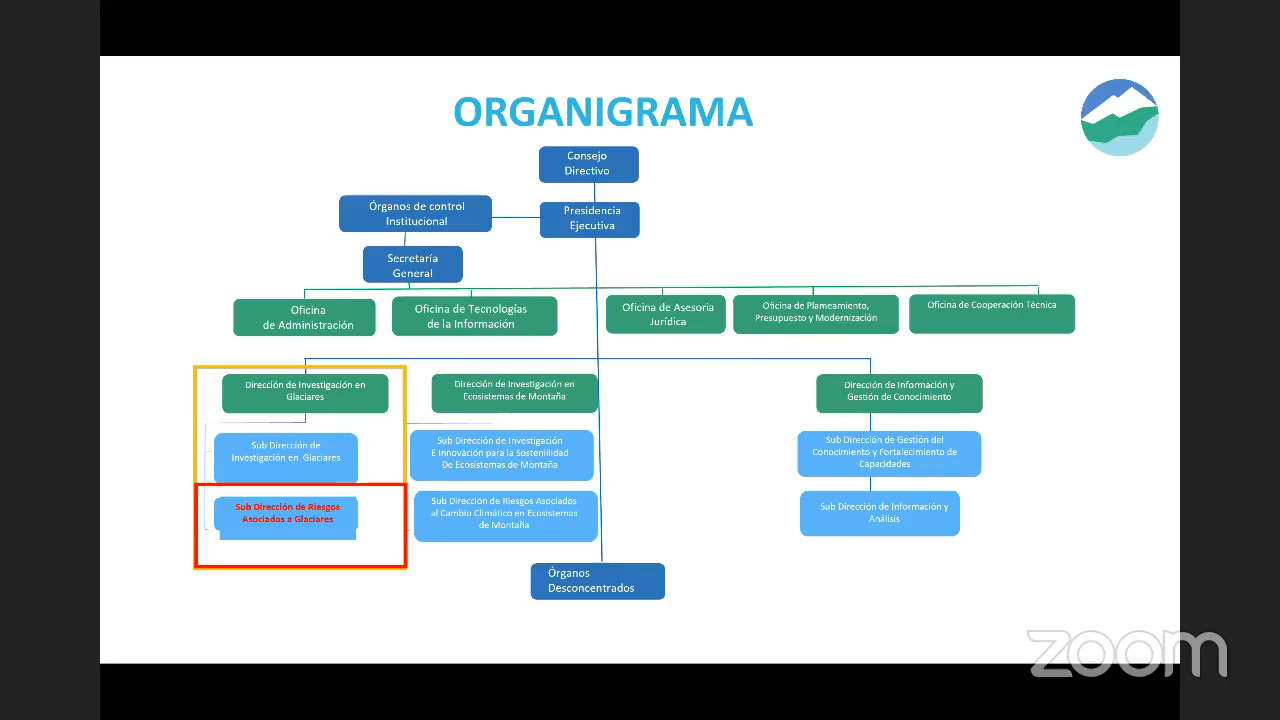 ORGANIGRAMA
Consejo
Directivo
Órganos de control
Institucional
Presidencia
Ejecutiva
Secretaría
General
Oficina
de Administración
Oficina de Tecnologías
de la Información
Oficina de Asesoria
Jurídica
Oficina de Plameamiento,
Presupuesto y Modernización
Oficina de Cooperación Técnica
Dirección de Investigación en
Glaciares
Dirección de Investigación en
Ecosistemas de Montaña
Dirección de Información y
Gestión de Conocimiento
Sub Dirección de
Investigación en Glaciares
Sub Dirección de Investigación
E Innovación para la Sosteniilidad
De Ecosistemas de Montaña
Sub Dirección de Gestión del
Conocimiento y Fortalecimiento de
Capacidades
Sub Dirección de Riesgos
Asociados a Glaciares
Sub Dirección de Riesgos Asociados
al Cambio Climático en Ecosistemas
de Montaña
Sub Dirección de Información y
Análisis
Órganos
Desconcentrados
zoom